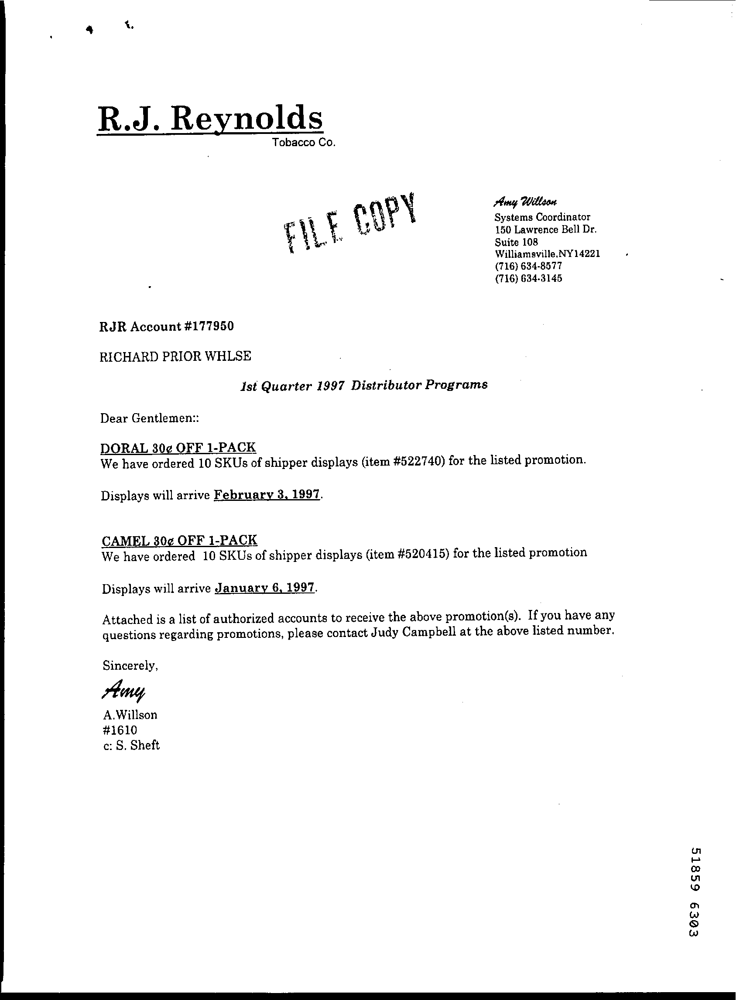 R.J. Reynolds
Tobacco Co.
FILE COPY
Amy Willson
Systems Coordinator
150 Lawrence Bell Dr.
Suite 108
Williamsville,NY14221
(716) 634-8577
(716) 634-3145
RJR Account #177950
RICHARD PRIOR WHLSE
1st Quarter 1997 Distributor Programs
Dear Gentlemen::
DORAL 30¢ OFF 1-PACK
We have ordered 10 SKUs of shipper displays (item #522740) for the listed promotion.
Displays will arrive February 3, 1997.
CAMEL 30¢ OFF 1-PACK
We have ordered 10 SKUs of shipper displays (item #520415) for the listed promotion
Displays will arrive January 6, 1997.
Attached is a list of authorized accounts to receive the above promotion(s). If you have any
questions regarding promotions, please contact Judy Campbell at the above listed number.
Sincerely,
Amy
A.Willson
#1610
c: S. Sheft
51859 6303